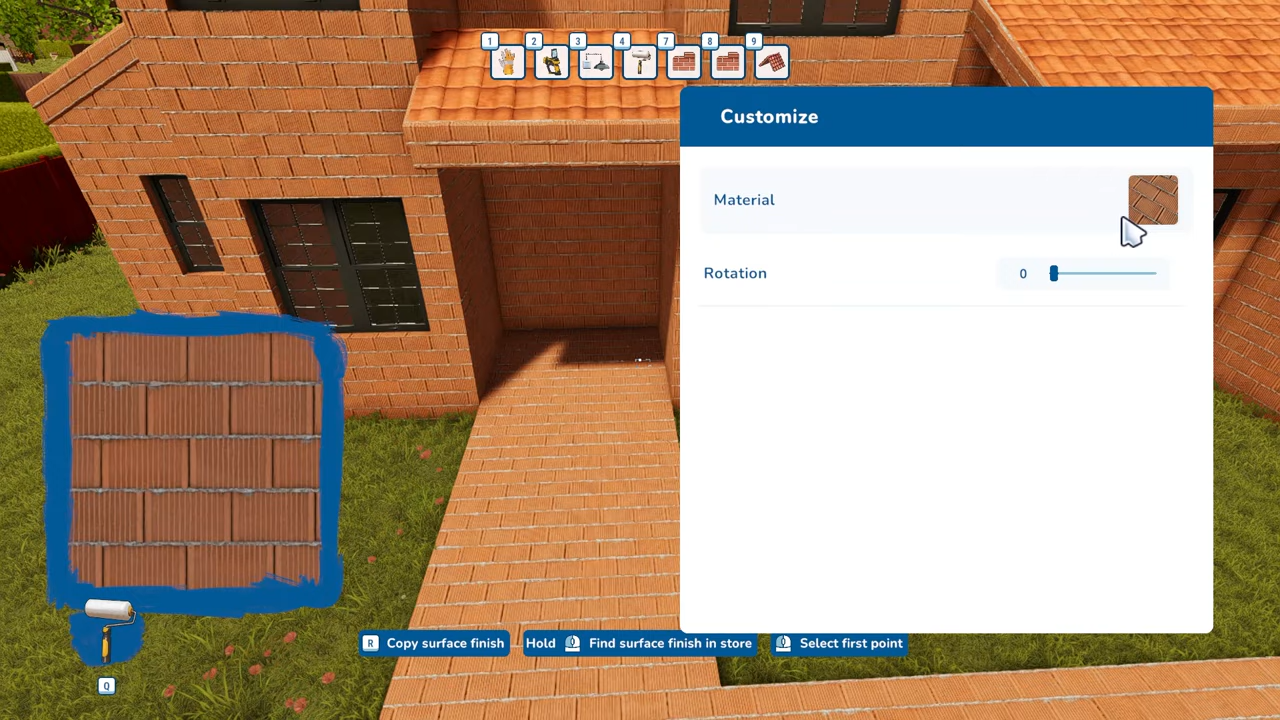 1 2 3 4 7 8 9
Customize
Material
Rotation 0
R Copy surface finish Hold Find surface finish in store Select first point
Q